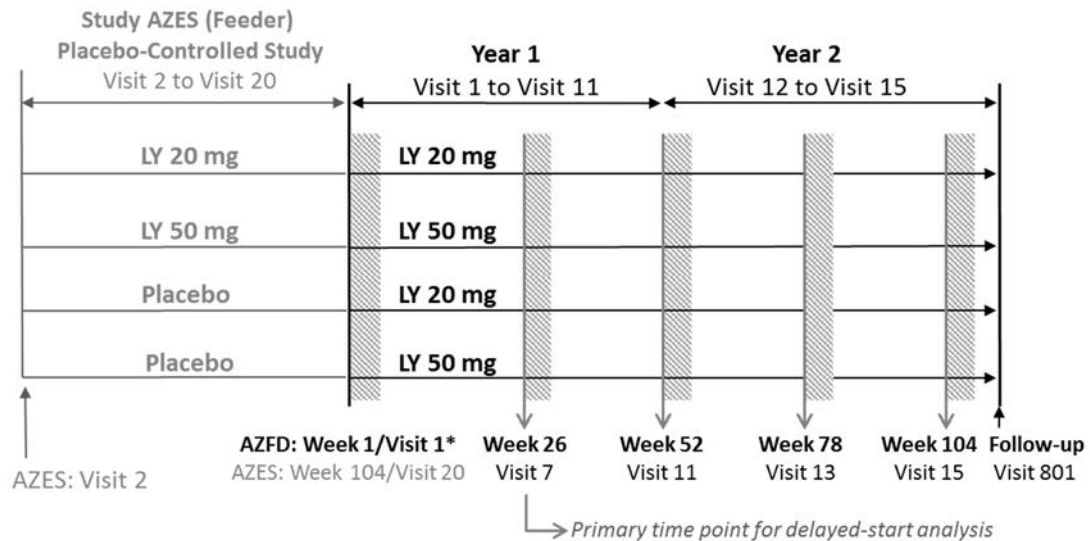 Study AZES (Feeder)
Placebo-Controlled Study
Visit 2 to Visit 20
Year 1
Visit 1 to Visit 11
Year 2
Visit 12 to Visit 15
LY 20 mg
LY 20 mg
LY 50 mg
LY 50 mg
Placebo
LY 20 mg
Placebo
LY 50 mg
AZES: Visit 2
AZFD: Week 1/Visit 1*
AZES: Week 104/Visit 20
Week 26
Visit 7
Week 52
Visit 11
Week 78
Visit 13
Week 104
Visit 15
Follow-up
Visit 801
Primary time point for delayed-start analysis